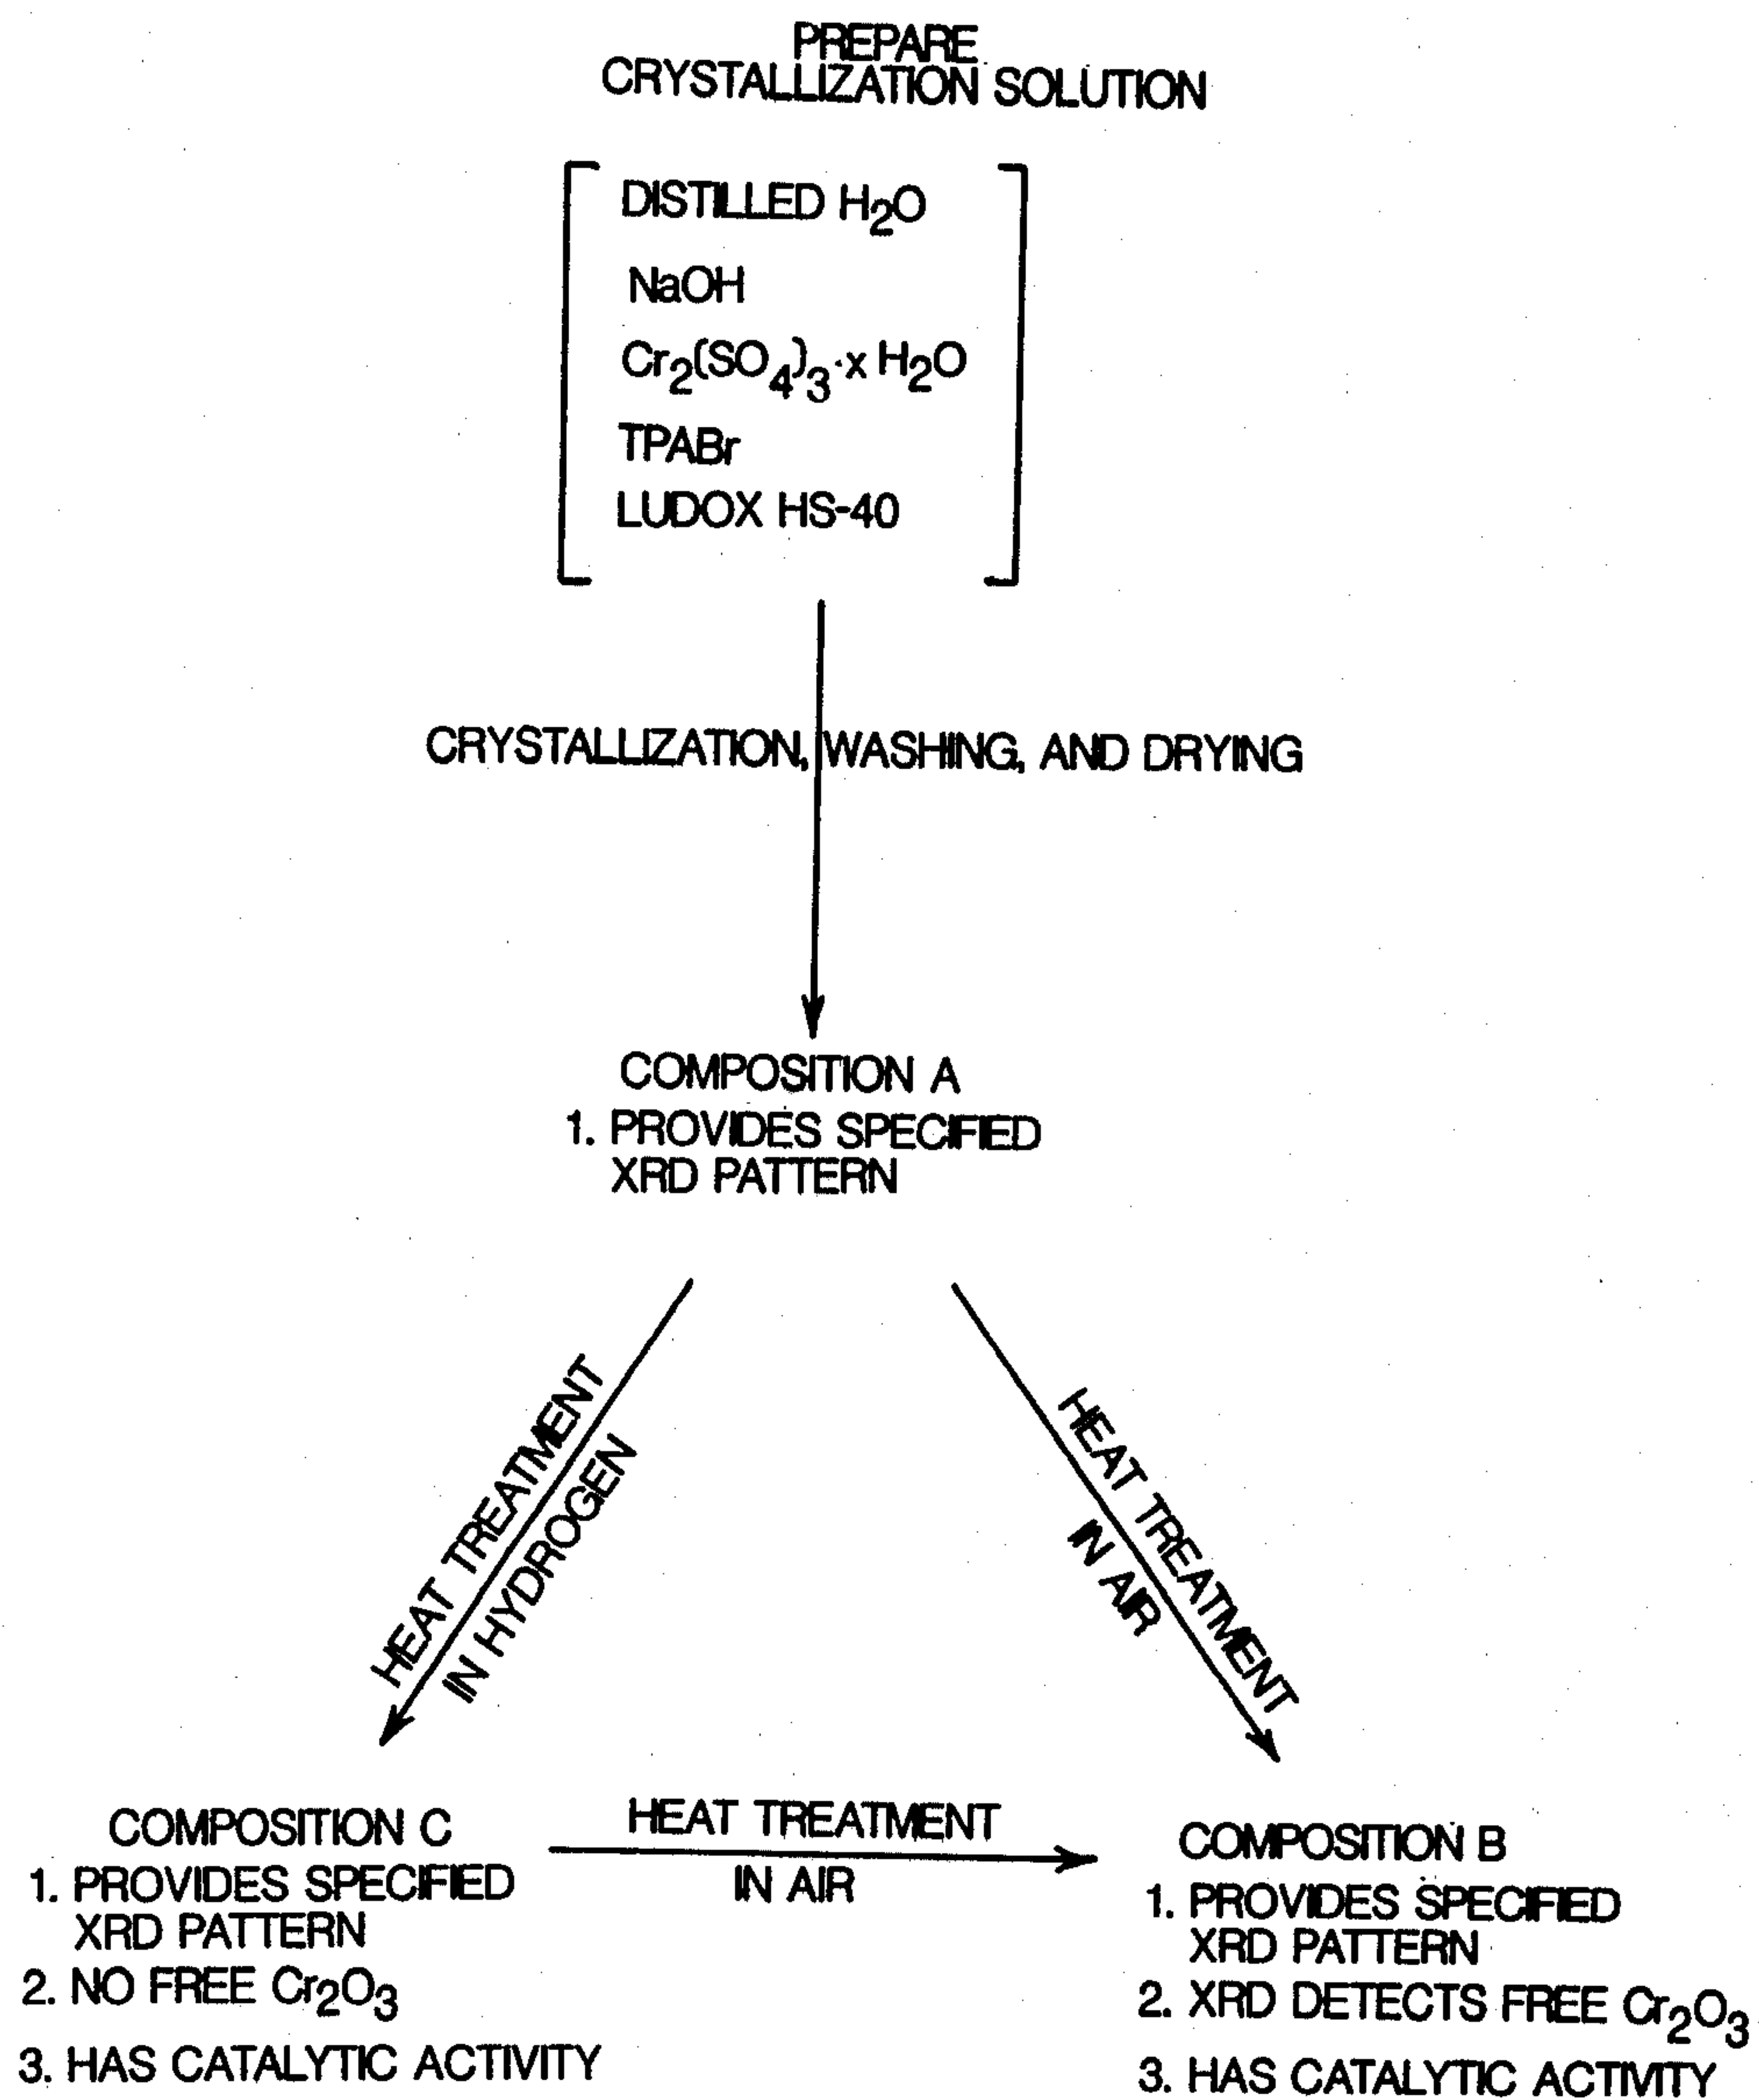 PREPARE
CRYSTALLIZATION SOLUTION
DISTILLED H₂O
NaOH
Cr₂(SO₄)₃·x H₂O
TPABr
LUDOX HS-40
CRYSTALLIZATION, WASHING, AND DRYING
COMPOSITION A
1. PROVIDES SPECIFIED
XRD PATTERN
HEAT TREATMENT
IN HYDROGEN
HEAT TREATMENT
IN AIR
COMPOSITION C
1. PROVIDES SPECIFIED
XRD PATTERN
2. NO FREE Cr₂O₃
3. HAS CATALYTIC ACTIVITY
HEAT TREATMENT
IN AIR
COMPOSITION B
1. PROVIDES SPECIFIED
XRD PATTERN
2. XRD DETECTS FREE Cr₂O₃
3. HAS CATALYTIC ACTIVITY